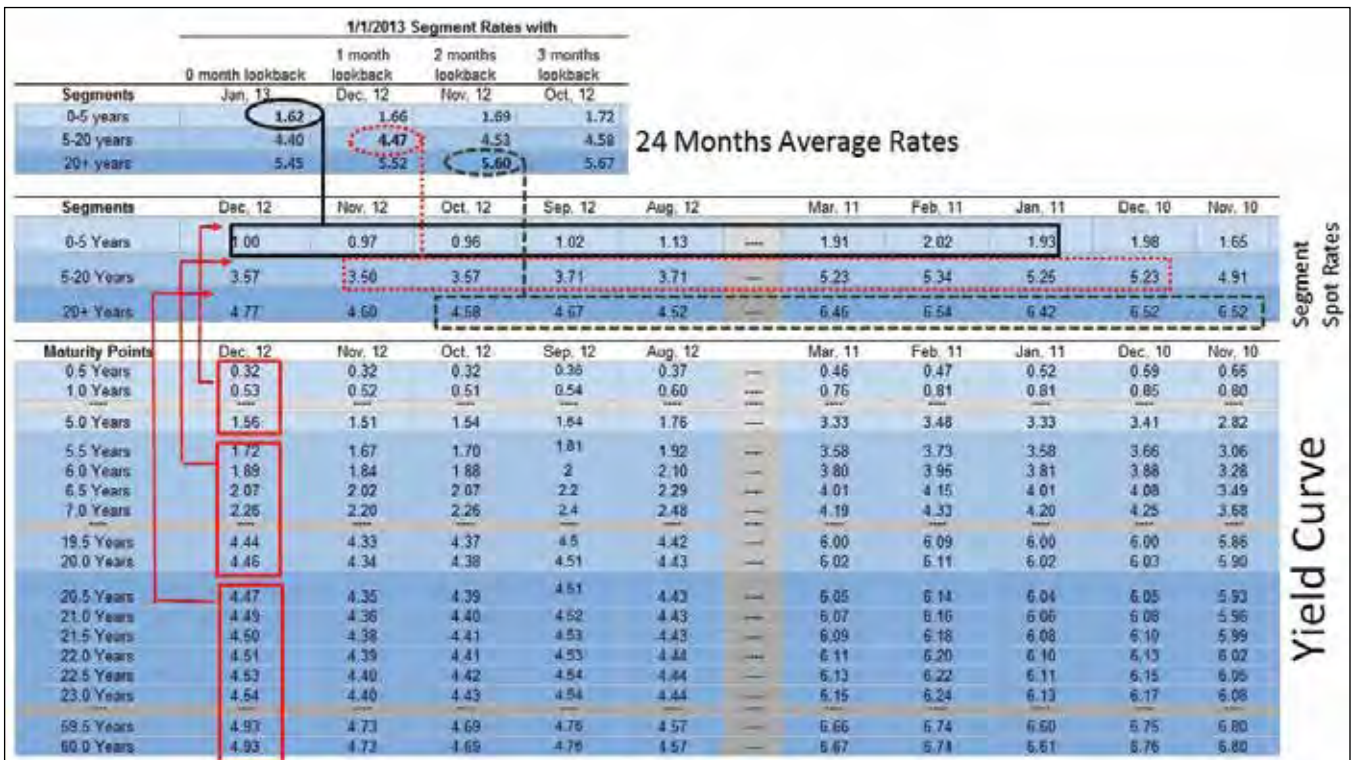 1/1/2013 Segment Rates with
0 month lookback 1 month lookback 2 months lookback 3 months lookback
Segments Jan, 13 Dec, 12 Nov, 12 Oct, 12
0-5 years 1.62 1.66 1.69 1.72
5-20 years 4.40 4.47 4.53 4.58
20+ years 5.45 5.52 5.60 5.67
24 Months Average Rates
Segments Dec, 12 Nov, 12 Oct, 12 Sep, 12 Aug, 12 Mar, 11 Feb, 11 Jan, 11 Dec, 10 Nov, 10
0-5 Years 1.00 0.97 0.96 1.02 1.13 ---- 1.91 2.02 1.93 1.98 1.65
5-20 Years 3.57 3.50 3.57 3.71 3.71 ---- 5.23 5.34 5.25 5.23 4.91
20+ Years 4.77 4.60 4.58 4.67 4.52 ---- 6.46 6.54 6.42 6.52 6.52
Segment
Spot Rates
Maturity Points Dec, 12 Nov, 12 Oct, 12 Sep, 12 Aug, 12 Mar, 11 Feb, 11 Jan, 11 Dec, 10 Nov, 10
0.5 Years 0.32 0.32 0.32 0.36 0.37 ---- 0.46 0.47 0.52 0.59 0.66
1.0 Years 0.53 0.52 0.51 0.54 0.60 ---- 0.76 0.81 0.81 0.85 0.80
---- ---- ---- ---- ---- ---- ---- ---- ---- ---- ---- ----
5.0 Years 1.56 1.51 1.54 1.64 1.76 ---- 3.33 3.48 3.33 3.41 2.82
5.5 Years 1.72 1.67 1.70 1.81 1.92 ---- 3.58 3.73 3.58 3.66 3.06
6.0 Years 1.89 1.84 1.88 2 2.10 ---- 3.80 3.95 3.81 3.88 3.28
6.5 Years 2.07 2.02 2.07 2.2 2.29 ---- 4.01 4.15 4.01 4.08 3.49
7.0 Years 2.26 2.20 2.26 2.4 2.48 ---- 4.19 4.33 4.20 4.25 3.68
---- ---- ---- ---- ---- ---- ---- ---- ---- ---- ---- ----
19.5 Years 4.44 4.33 4.37 4.5 4.42 ---- 6.00 6.09 6.00 6.00 5.86
20.0 Years 4.46 4.34 4.38 4.51 4.43 ---- 6.02 6.11 6.02 6.03 5.90
20.5 Years 4.47 4.35 4.39 4.51 4.43 ---- 6.05 6.14 6.04 6.05 5.93
21.0 Years 4.49 4.36 4.40 4.52 4.43 ---- 6.07 6.16 6.06 6.08 5.96
21.5 Years 4.50 4.38 4.41 4.53 4.43 ---- 6.09 6.18 6.08 6.10 5.99
22.0 Years 4.51 4.39 4.41 4.53 4.44 ---- 6.11 6.20 6.10 6.13 6.02
22.5 Years 4.53 4.40 4.42 4.54 4.44 ---- 6.13 6.22 6.11 6.15 6.05
23.0 Years 4.54 4.40 4.43 4.54 4.44 ---- 6.15 6.24 6.13 6.17 6.08
---- ---- ---- ---- ---- ---- ---- ---- ---- ---- ---- ----
59.5 Years 4.93 4.73 4.69 4.76 4.57 ---- 6.66 6.74 6.60 6.75 6.80
60.0 Years 4.93 4.73 4.69 4.76 4.57 ---- 6.67 6.74 6.61 6.76 6.80
Yield Curve